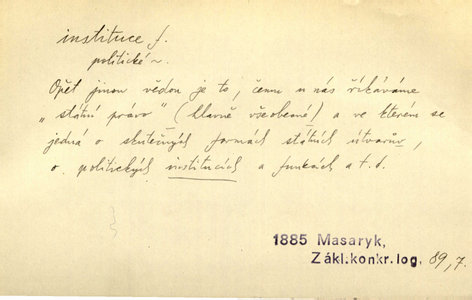 instituce f.
politické ~.
Opět jinou vědou je to, čemu u nás říkáváme
„státní právo“ (hlavně všeobecné) a ve kterém se
jedná o skutečných formách státních útvarův,
o politických institucích a funkcích a t. d.
1885 Masaryk,
Zákl.konkr.log. 89,7.